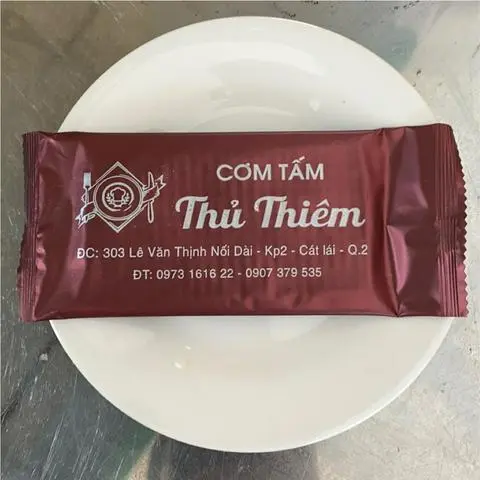 CƠM TẤM
Thủ Thiêm
ĐC: 303 Lê Văn Thịnh Nối Dài - Kp2 - Cát lái - Q.2
ĐT: 0973 1616 22 - 0907 379 535